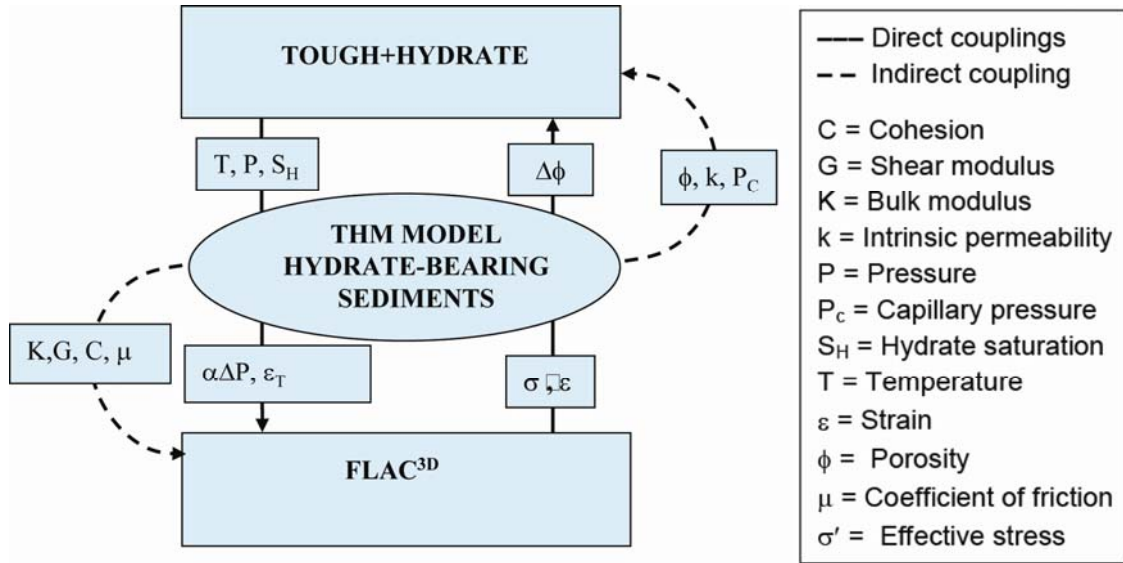 TOUGH+HYDRATE
T, P, S_H
Δϕ
ϕ, k, P_C
THM MODEL
HYDRATE-BEARING
SEDIMENTS
K,G, C, μ
αΔP, ε_T
σ ,ε
FLAC³ᴰ
Direct couplings
Indirect coupling
C = Cohesion
G = Shear modulus
K = Bulk modulus
k = Intrinsic permeability
P = Pressure
P_c = Capillary pressure
S_H = Hydrate saturation
T = Temperature
ε = Strain
ϕ = Porosity
μ = Coefficient of friction
σ′ = Effective stress